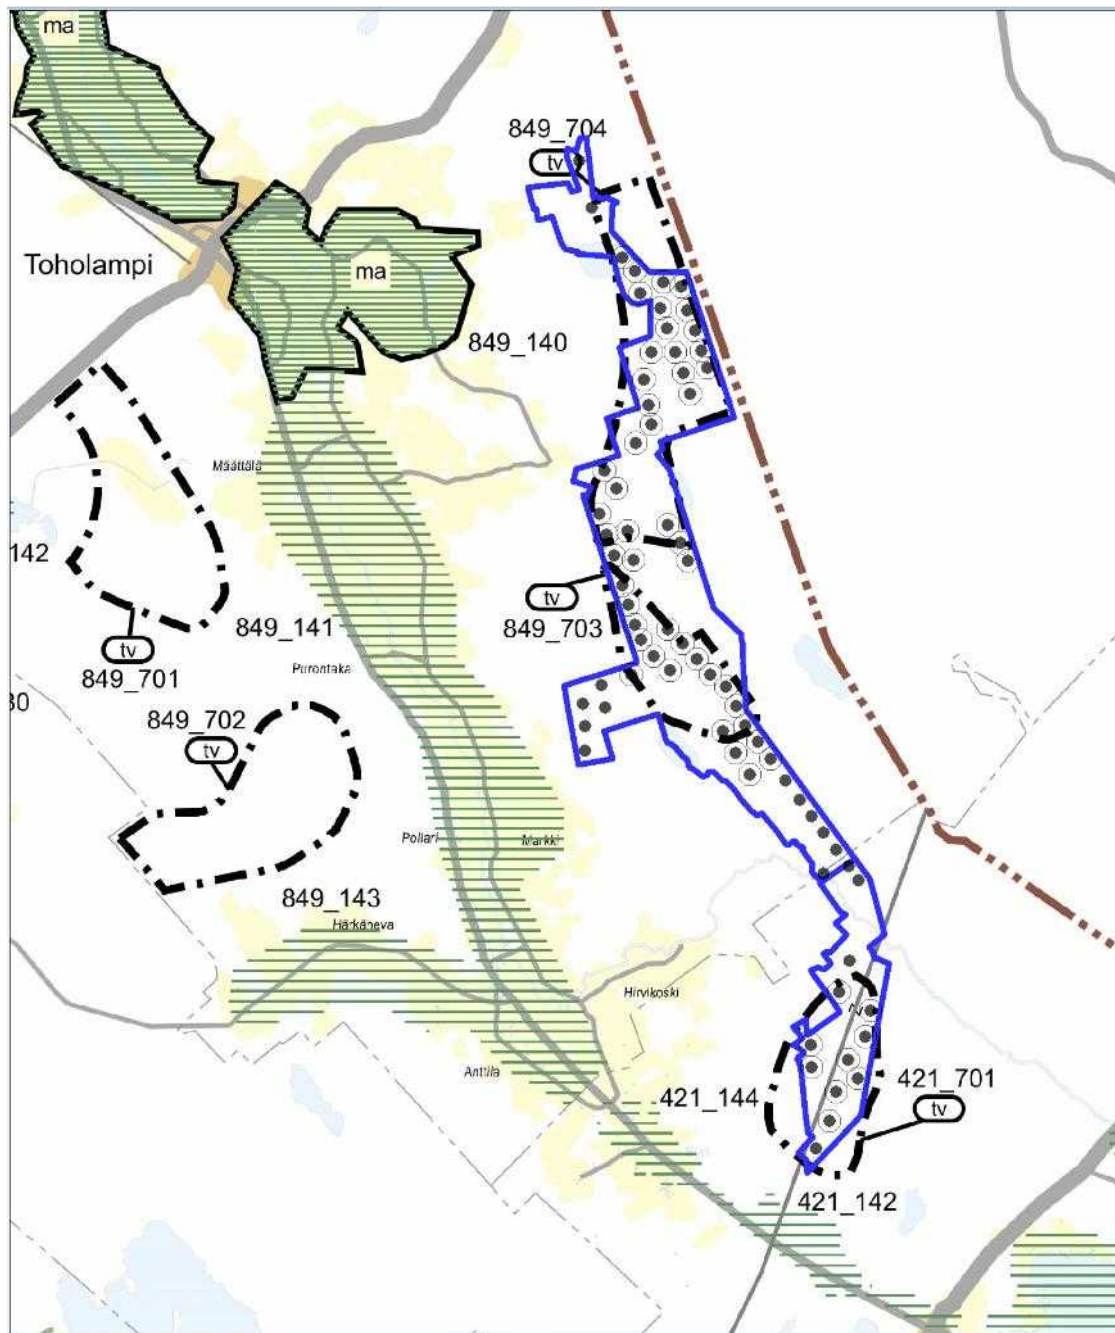 ma
849_704
tv
Toholampi
ma
849_140
Määttälä
142
tv
849_703
849_141
tv
849_701
Purontaka
30
849_702
tv
Pollari
Markki
849_143
Härkäneva
Hirvikoski
Anttila
421_144
421_701
tv
421_142